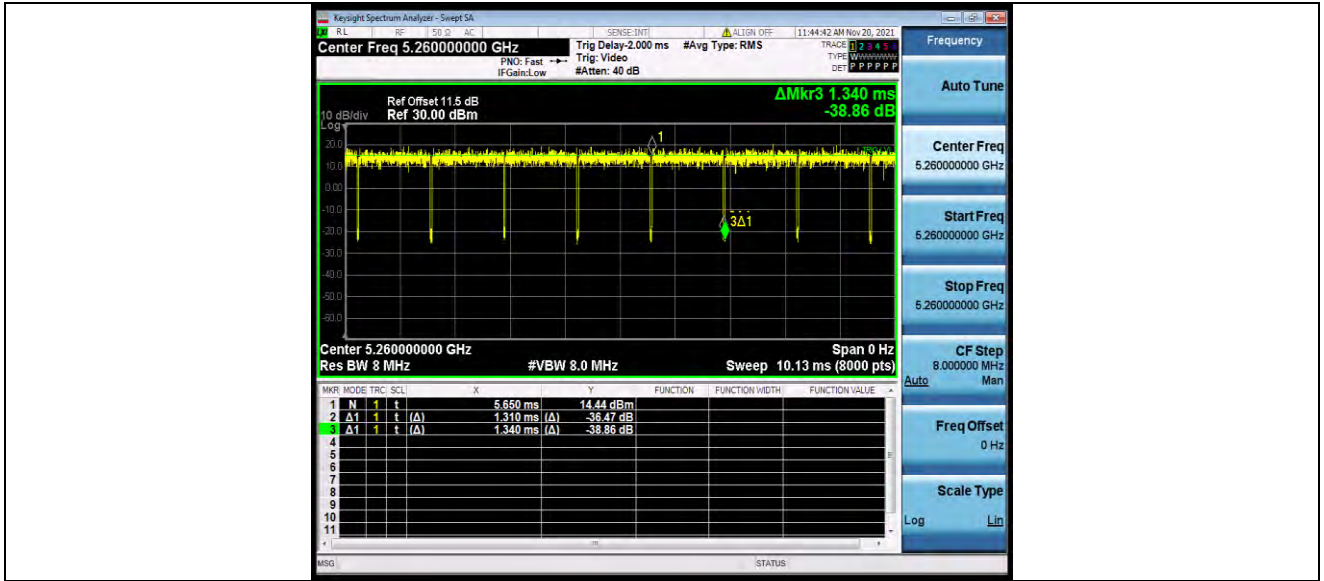 Keysight Spectrum Analyzer - Swept SA
RL RF 50 Ω AC SENSE:INT ALIGN OFF 11:44:42 AM Nov 20, 2021
Center Freq 5.260000000 GHz
PNO: Fast
IFGain:Low
Trig Delay-2.000 ms
Trig: Video
#Atten: 40 dB
#Avg Type: RMS
TRACE 1 2 3 4 5 6
TYPE WWWWWW
DET P P P P P P
ΔMkr3 1.340 ms
-38.86 dB
Ref Offset 11.5 dB
10 dB/div Ref 30.00 dBm
Log
20.0
10.0
0.00
-10.0
-20.0
-30.0
-40.0
-50.0
-60.0
1
3Δ1
Center 5.260000000 GHz Span 0 Hz
Res BW 8 MHz #VBW 8.0 MHz Sweep 10.13 ms (8000 pts)
MKR MODE TRC SCL X Y FUNCTION FUNCTION WIDTH FUNCTION VALUE
1 N 1 t 5.650 ms 14.44 dBm
2 Δ1 1 t (Δ) 1.310 ms (Δ) -36.47 dB
3 Δ1 1 t (Δ) 1.340 ms (Δ) -38.86 dB
4
5
6
7
8
9
10
11
MSG STATUS
Frequency
Auto Tune
Center Freq
5.260000000 GHz
Start Freq
5.260000000 GHz
Stop Freq
5.260000000 GHz
CF Step
8.000000 MHz
Auto Man
Freq Offset
0 Hz
Scale Type
Log Lin